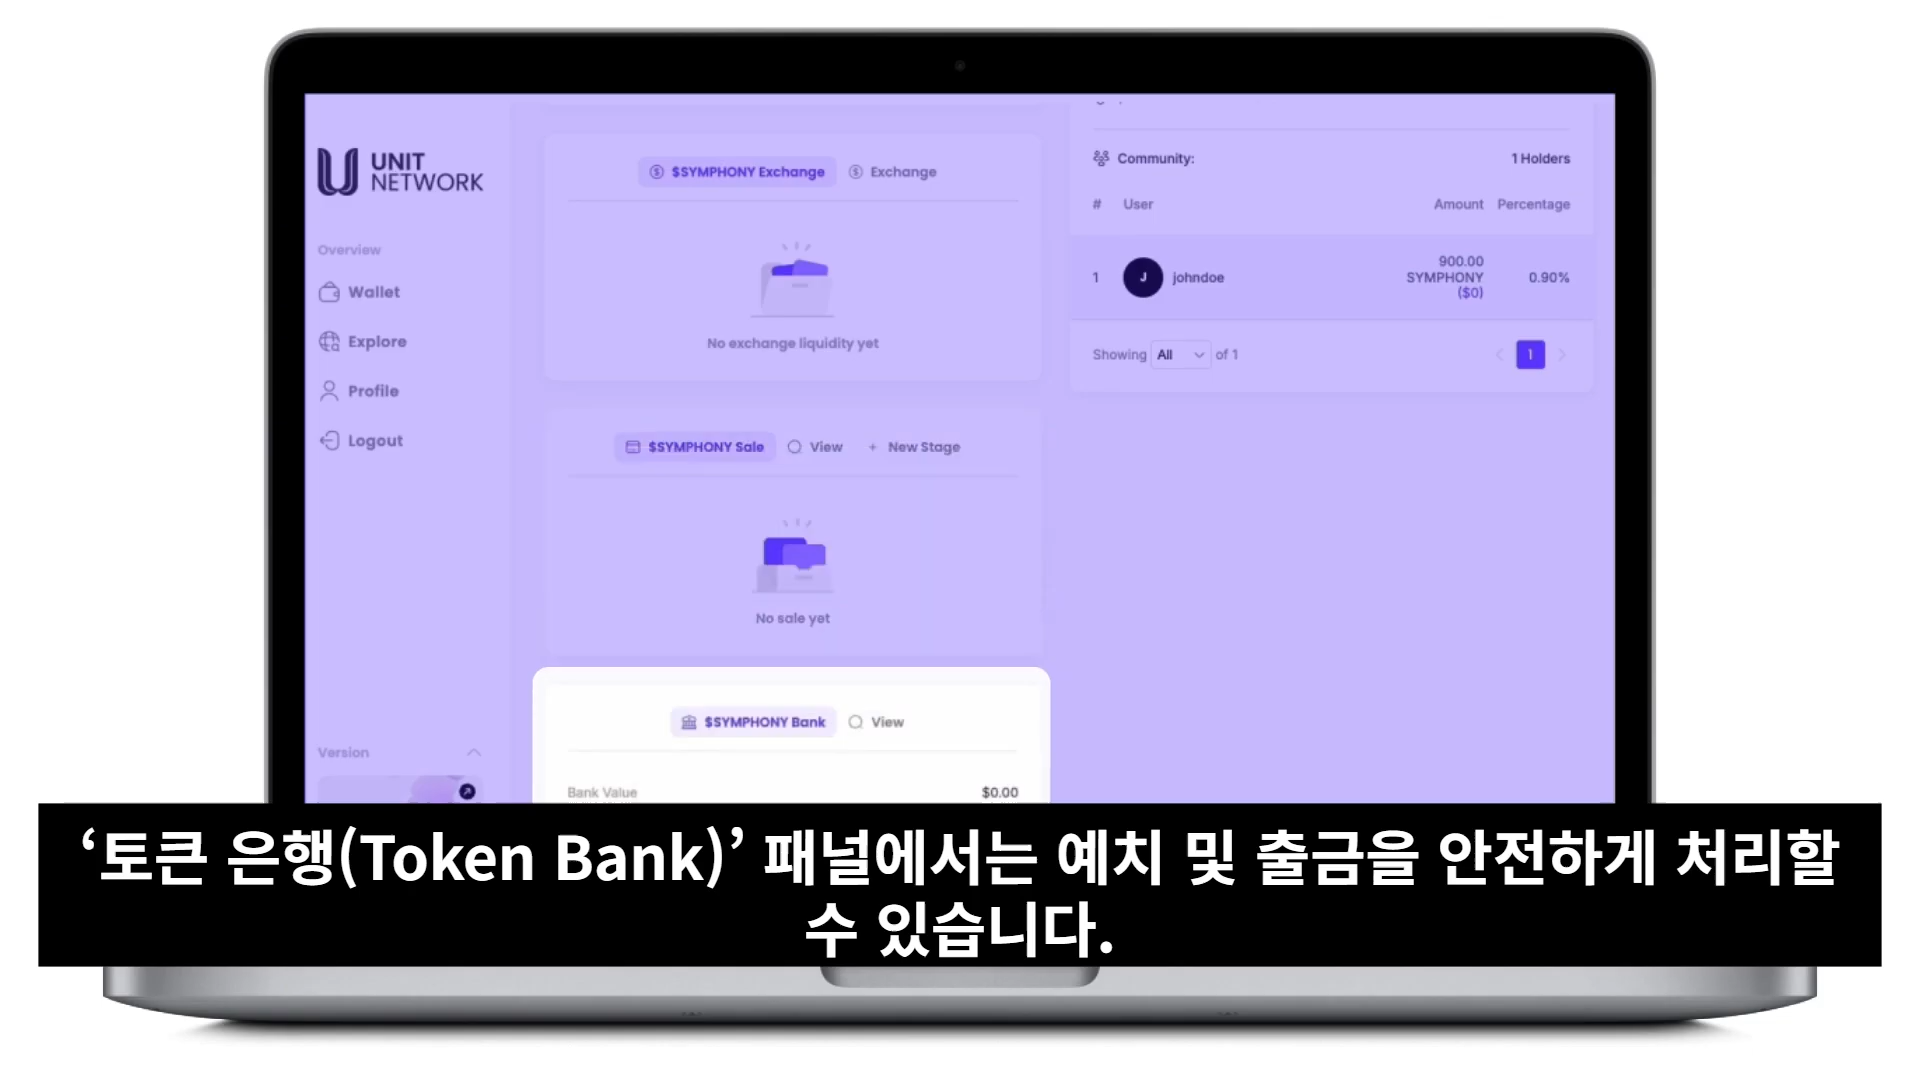 UNIT
NETWORK
Overview
Wallet
Explore
Profile
Logout
Version
$SYMPHONY Exchange Exchange
No exchange liquidity yet
$SYMPHONY Sale View + New Stage
No sale yet
$SYMPHONY Bank View
Bank Value $0.00
Community: 1 Holders
# User Amount Percentage
1 J johndoe 900.00 SYMPHONY ($0) 0.90%
Showing All of 1 1
‘토큰 은행(Token Bank)’ 패널에서는 예치 및 출금을 안전하게 처리할
수 있습니다.